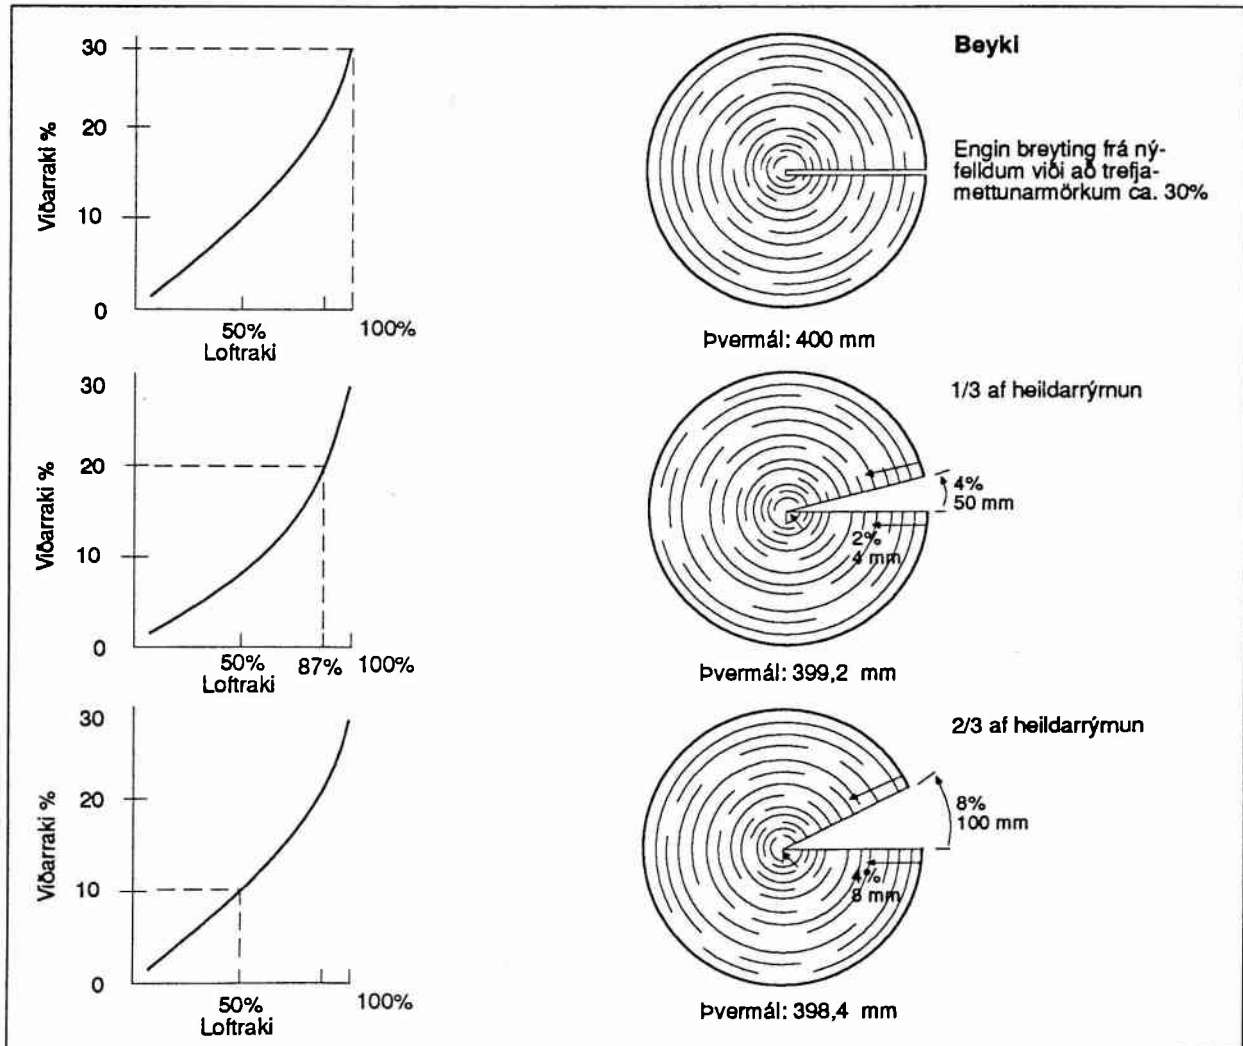 Beyki
Engin breyting frá ný-
felldum viði að trefja-
mettunarmörkum ca. 30%
Viðarraki %
30
20
10
0
50%
100%
Loftraki
Þvermál: 400 mm
1/3 af heildarrýrnun
Viðarraki %
30
20
10
0
50%
87%
100%
Loftraki
4%
50 mm
2%
4 mm
Þvermál: 399,2 mm
2/3 af heildarrýrnun
Viðarraki %
30
20
10
0
50%
100%
Loftraki
8%
100 mm
4%
8 mm
Þvermál: 398,4 mm